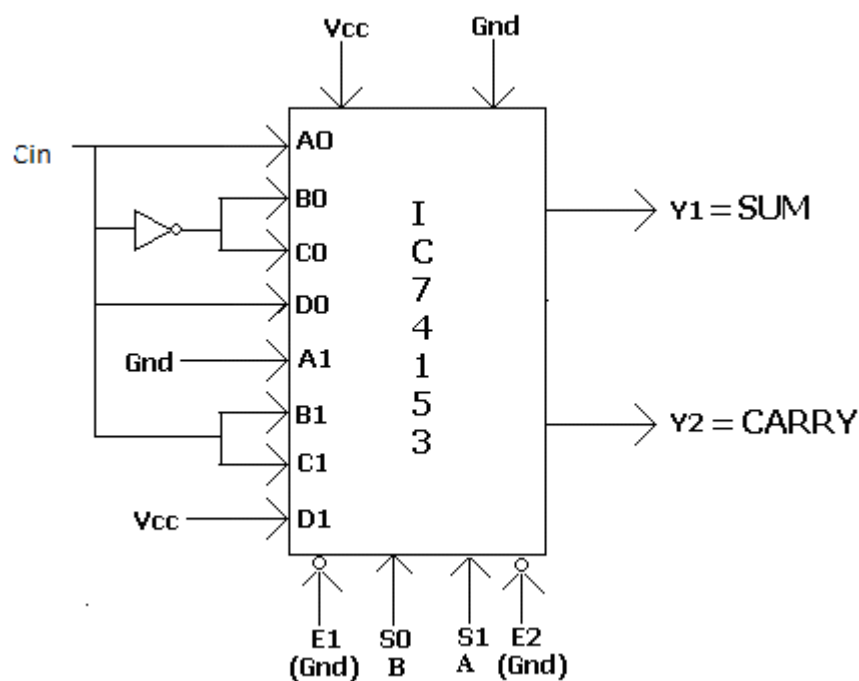 Vcc Gnd
Cin
A0
B0
C0
D0
Gnd A1
B1
C1
Vcc D1
I
C
7
4
1
5
3
Y1 = SUM
Y2 = CARRY
E1 S0 S1 E2
(Gnd) B A (Gnd)